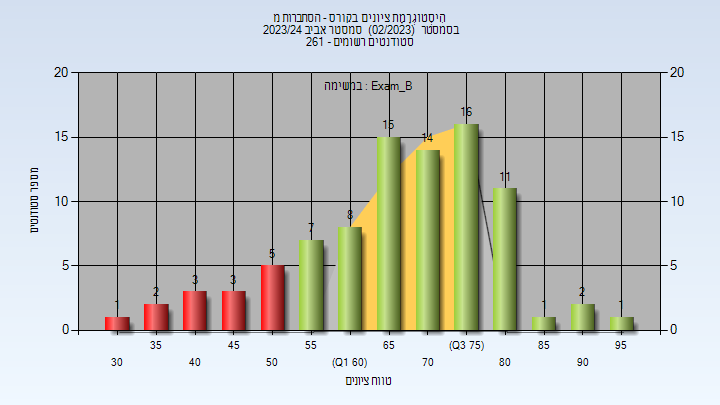 היסטוגרמת ציונים בקורס - הסתברות מ
בסמסטר (02/2023) סמסטר אביב 2023/24
סטודנטים רשומים - 261
במשימה : Exam_B
20 20
15 15
10 10
5 5
0 0
1 2 3 3 5 7 8 15 14 16 11 1 2 1
35 45 55 65 (Q3 75) 85 95
30 40 50 (Q1 60) 70 80 90
מספר סטודנטים
טווח ציונים